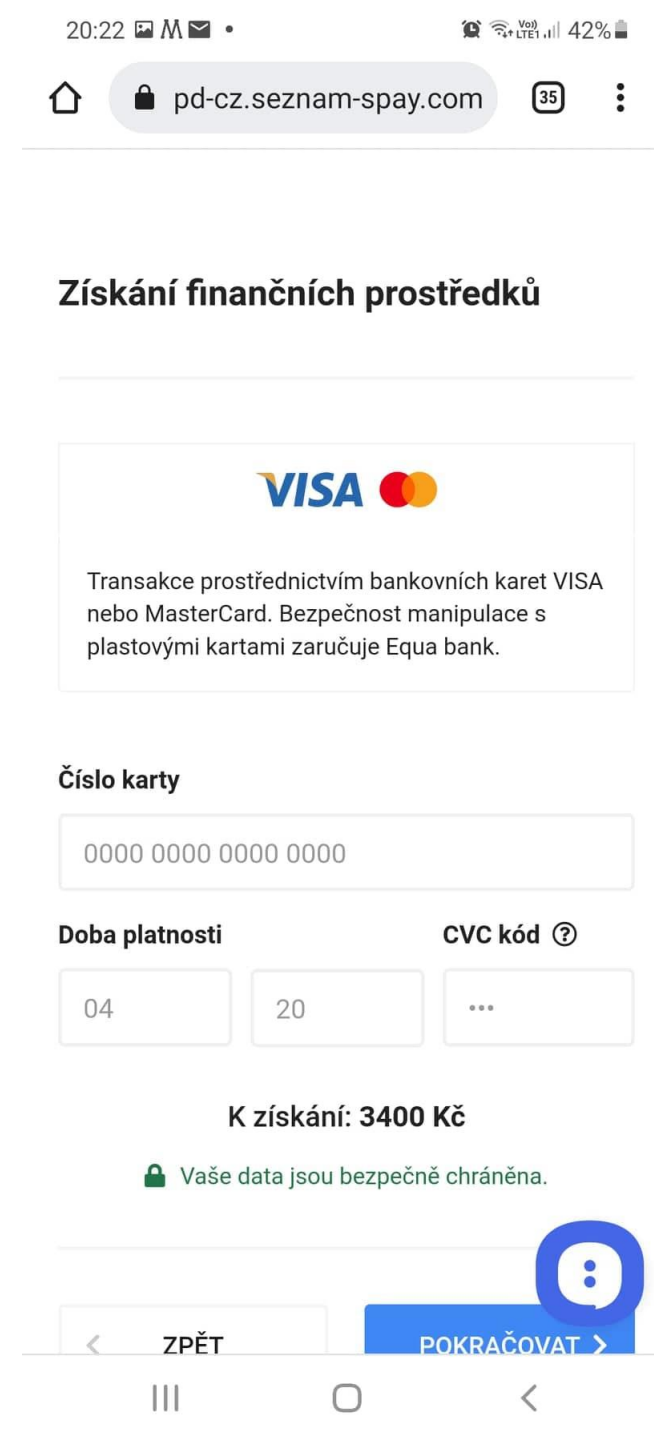 20:22
Vo))
LTE1
42%
pd-cz.seznam-spay.com
35
Získání finančních prostředků
VISA
Transakce prostřednictvím bankovních karet VISA
nebo MasterCard. Bezpečnost manipulace s
plastovými kartami zaručuje Equa bank.
Číslo karty
0000 0000 0000 0000
Doba platnosti
CVC kód ?
04
20
•••
K získání: 3400 Kč
Vaše data jsou bezpečně chráněna.
ZPĚT
POKRAČOVAT